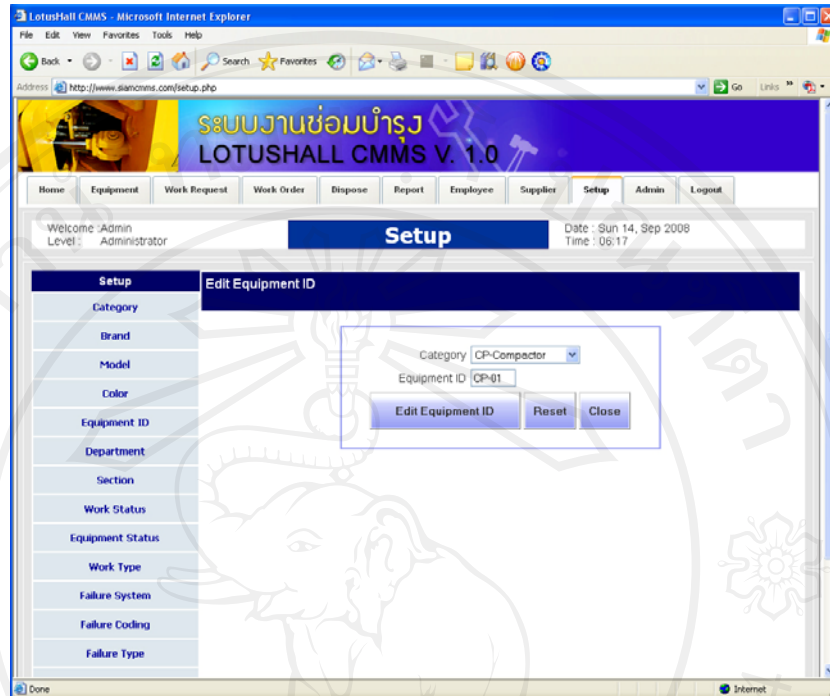 LotusHall CMMS - Microsoft Internet Explorer
File Edit View Favorites Tools Help
Back Search Favorites
Address http://www.siamcmms.com/setup.php Go Links
ระบบงานซ่อมบำรุง
LOTUSHALL CMMS V. 1.0
Home Equipment Work Request Work Order Dispose Report Employee Supplier Setup Admin Logout
Welcome :Admin
Level : Administrator
Setup
Date : Sun 14, Sep 2008
Time : 06:17
Setup
Category
Brand
Model
Color
Equipment ID
Department
Section
Work Status
Equipment Status
Work Type
Failure System
Failure Coding
Failure Type
Edit Equipment ID
Category CP-Compactor
Equipment ID CP-01
Edit Equipment ID Reset Close
Done Internet